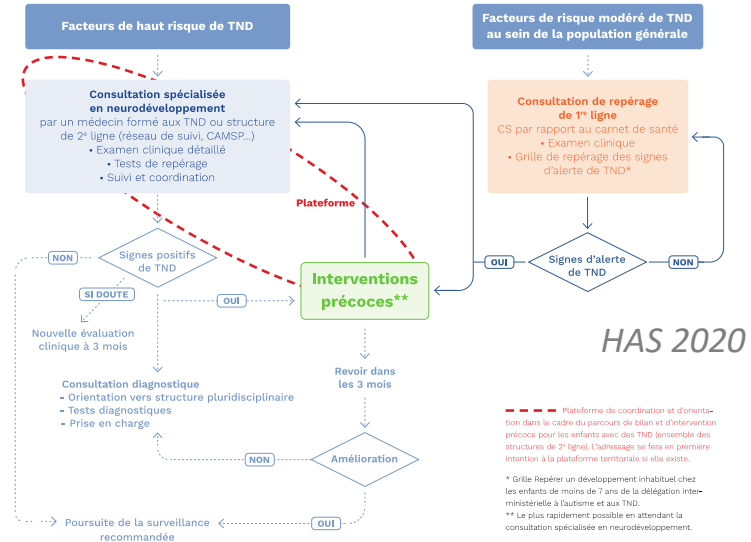 Facteurs de haut risque de TND
Facteurs de risque modéré de TND
au sein de la population générale
Consultation spécialisée
en neurodéveloppement
par un médecin formé aux TND ou structure
de 2e ligne (réseau de suivi, CAMSP...)
• Examen clinique détaillé
• Tests de repérage
• Suivi et coordination
Consultation de repérage
de 1re ligne
CS par rapport au carnet de santé
• Examen clinique
• Grille de repérage des signes
d'alerte de TND*
Plateforme
NON
Signes positifs
de TND
SI DOUTE
OUI
Nouvelle évaluation
clinique à 3 mois
Interventions
précoces**
OUI
Signes d'alerte
de TND
NON
HAS 2020
Revoir dans
les 3 mois
Consultation diagnostique
- Orientation vers structure pluridisciplinaire
- Tests diagnostiques
- Prise en charge
NON
Amélioration
OUI
Poursuite de la surveillance
recommandée
Plateforme de coordination et d'orienta-
tion dans le cadre du parcours de bilan et d'intervention
précoce pour les enfants avec des TND (ensemble des
structures de 2e ligne). L'adressage se fera en première
intention à la plateforme territoriale si elle existe.
* Grille Repérer un développement inhabituel chez
les enfants de moins de 7 ans de la délégation inter-
ministérielle à l'autisme et aux TND.
** Le plus rapidement possible en attendant la
consultation spécialisée en neurodéveloppement.